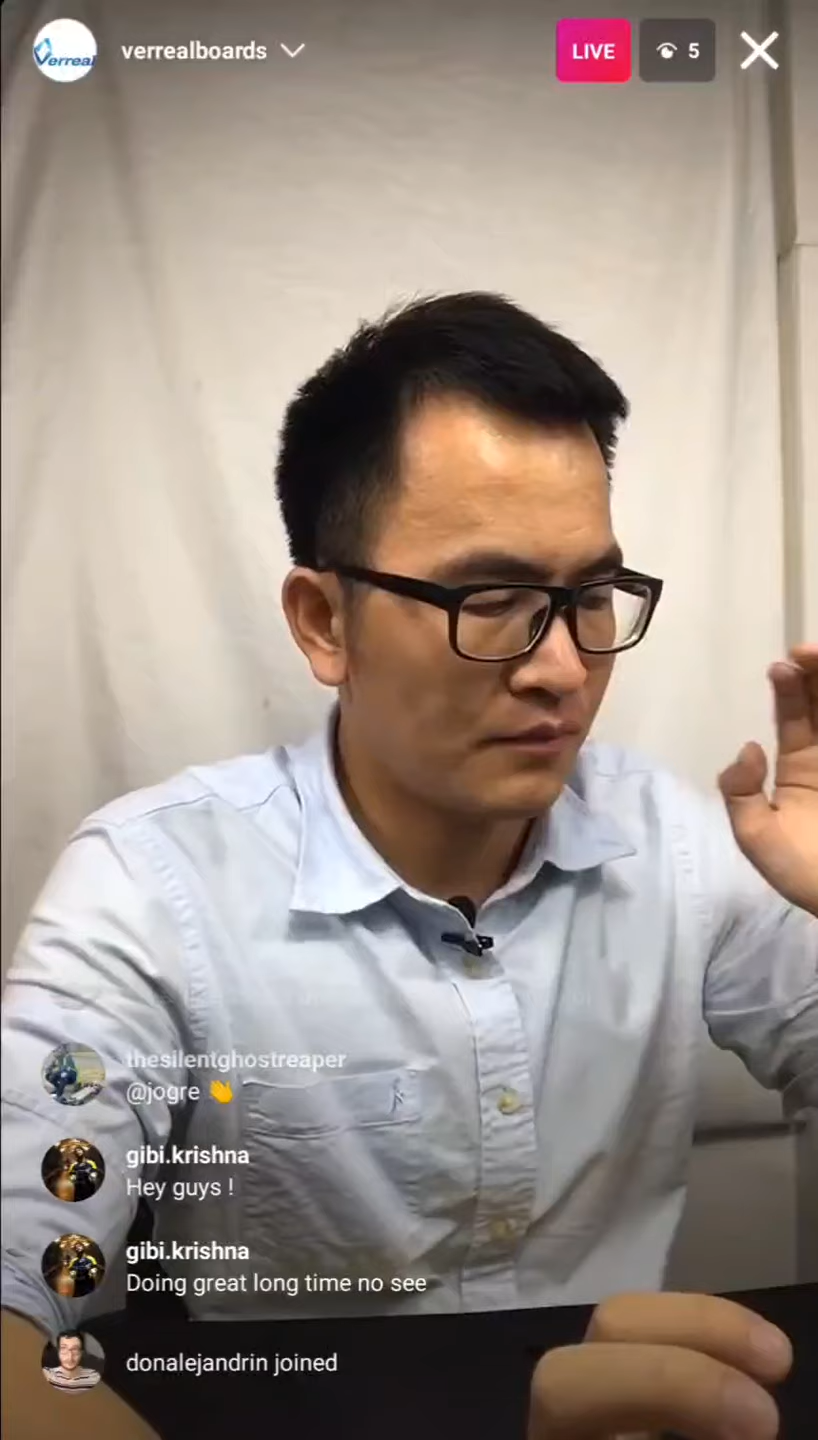 Verreal
verrealboards
LIVE
5
thesilentghostreaper
@jogre 👋
gibi.krishna
Hey guys !
gibi.krishna
Doing great long time no see
donalejandrin joined